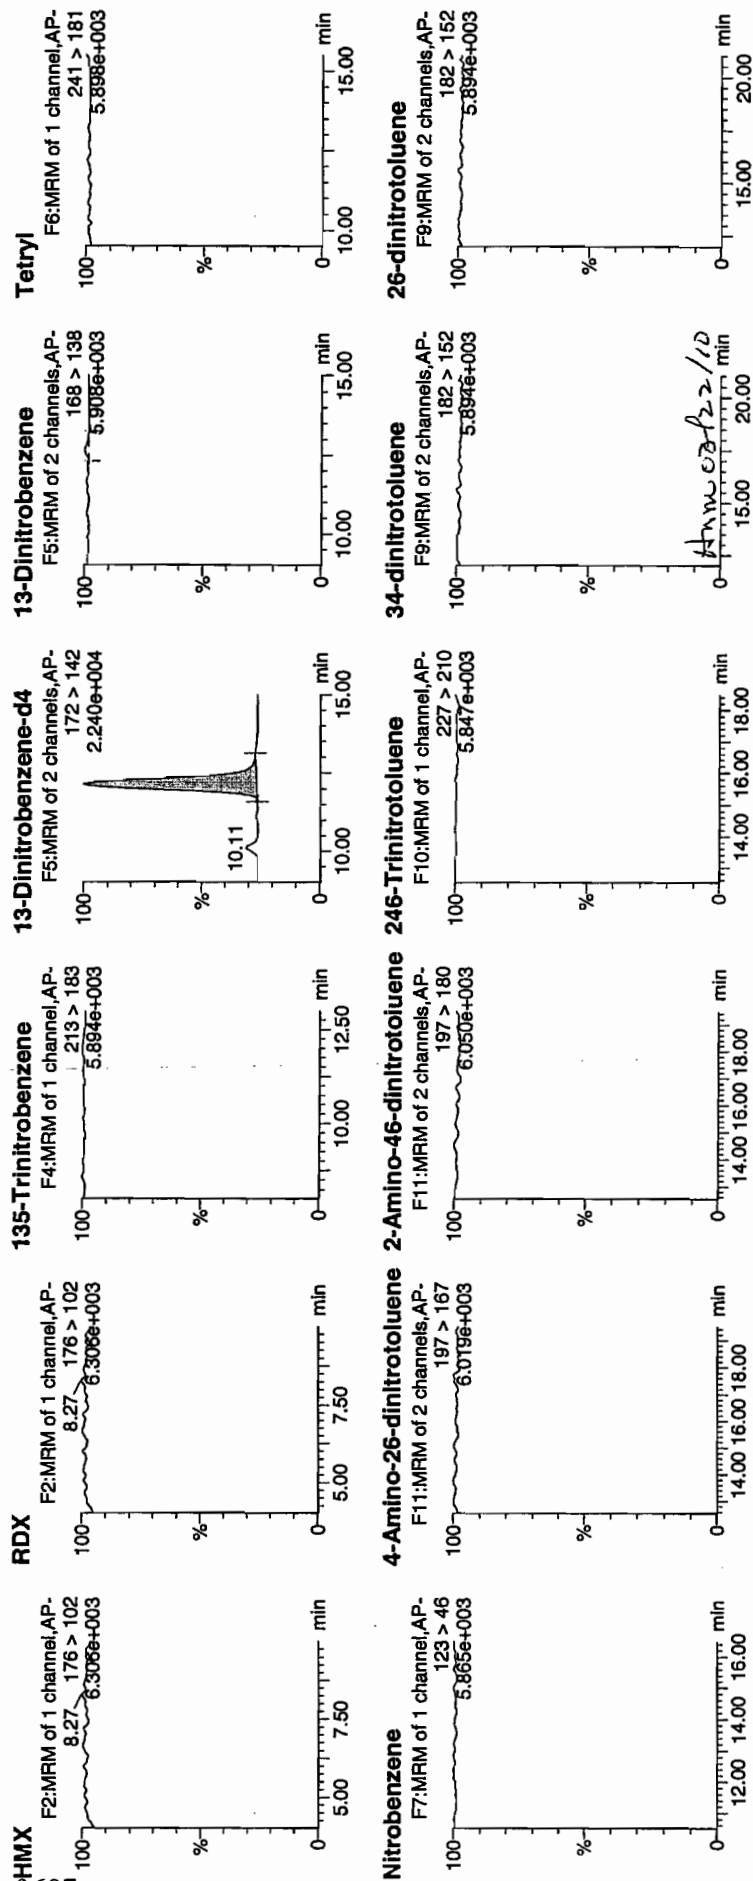 HMX
F2:MRM of 1 channel,AP-
176 > 102
6.306e+003
8.27
100
%
0
5.00 7.50 min
RDX
F2:MRM of 1 channel,AP-
176 > 102
6.306e+003
8.27
100
%
0
5.00 7.50 min
135-Trinitrobenzene
F4:MRM of 1 channel,AP-
213 > 183
5.894e+003
100
%
0
10.00 12.50 min
13-Dinitrobenzene-d4
F5:MRM of 2 channels,AP-
172 > 142
2.240e+004
100
10.11
%
0
10.00 15.00 min
13-Dinitrobenzene
F5:MRM of 2 channels,AP-
168 > 138
5.908e+003
100
%
0
10.00 15.00 min
Tetryl
F6:MRM of 1 channel,AP-
241 > 181
5.898e+003
100
%
0
10.00 15.00 min
Nitrobenzene
F7:MRM of 1 channel,AP-
123 > 46
5.865e+003
100
%
0
12.00 14.00 16.00 min
4-Amino-26-dinitrotoluene
F11:MRM of 2 channels,AP-
197 > 167
6.019e+003
100
%
0
14.00 16.00 18.00 min
2-Amino-46-dinitrotoluene
F11:MRM of 2 channels,AP-
197 > 180
6.050e+003
100
%
0
14.00 16.00 18.00 min
246-Trinitrotoluene
F10:MRM of 1 channel,AP-
227 > 210
5.847e+003
100
%
0
14.00 16.00 18.00 min
34-dinitrotoluene
F9:MRM of 2 channels,AP-
182 > 152
5.894e+003
100
%
0
15.00 20.00 min
26-dinitrotoluene
F9:MRM of 2 channels,AP-
182 > 152
5.894e+003
100
%
0
15.00 20.00 min